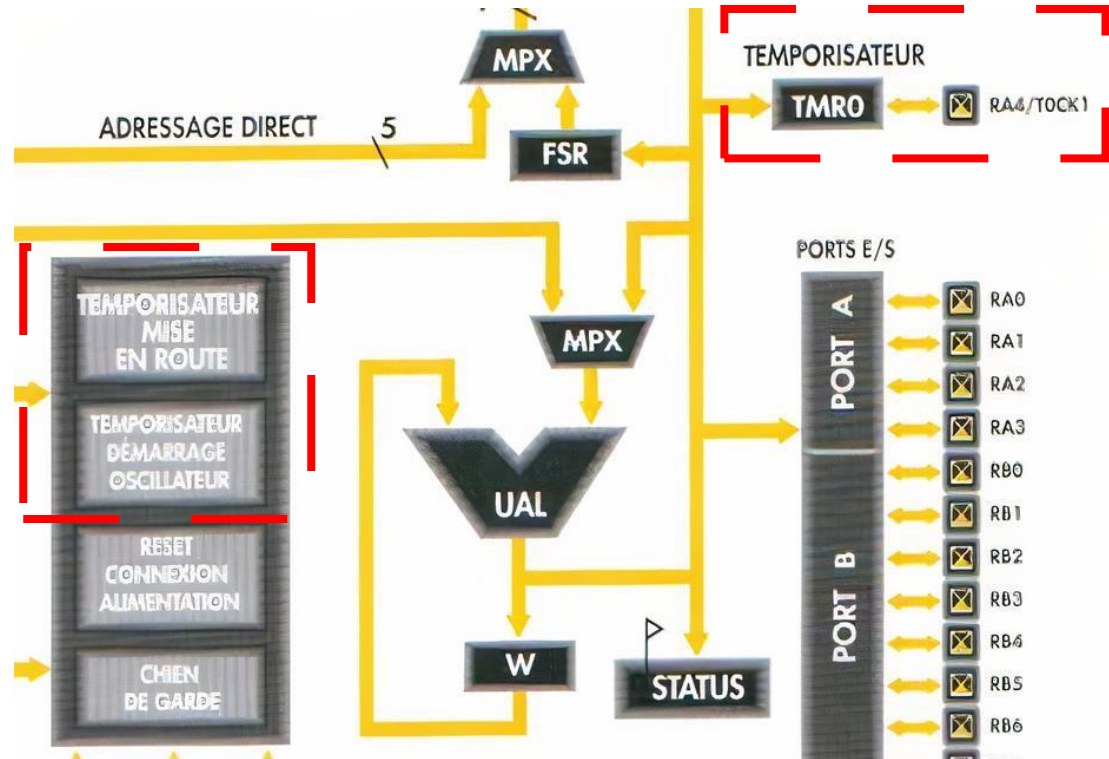 MPX
TEMPORISATEUR
TMR0
RA4/T0CK1
ADRESSAGE DIRECT
5
FSR
PORTS E/S
TEMPORISATEUR
MISE
EN ROUTE
TEMPORISATEUR
DÉMARRAGE
OSCILLATEUR
RESET
CONNEXION
ALIMENTATION
CHIEN
DE GARDE
MPX
UAL
W
STATUS
PORT A
PORT B
RA0
RA1
RA2
RA3
RB0
RB1
RB2
RB3
RB4
RB5
RB6